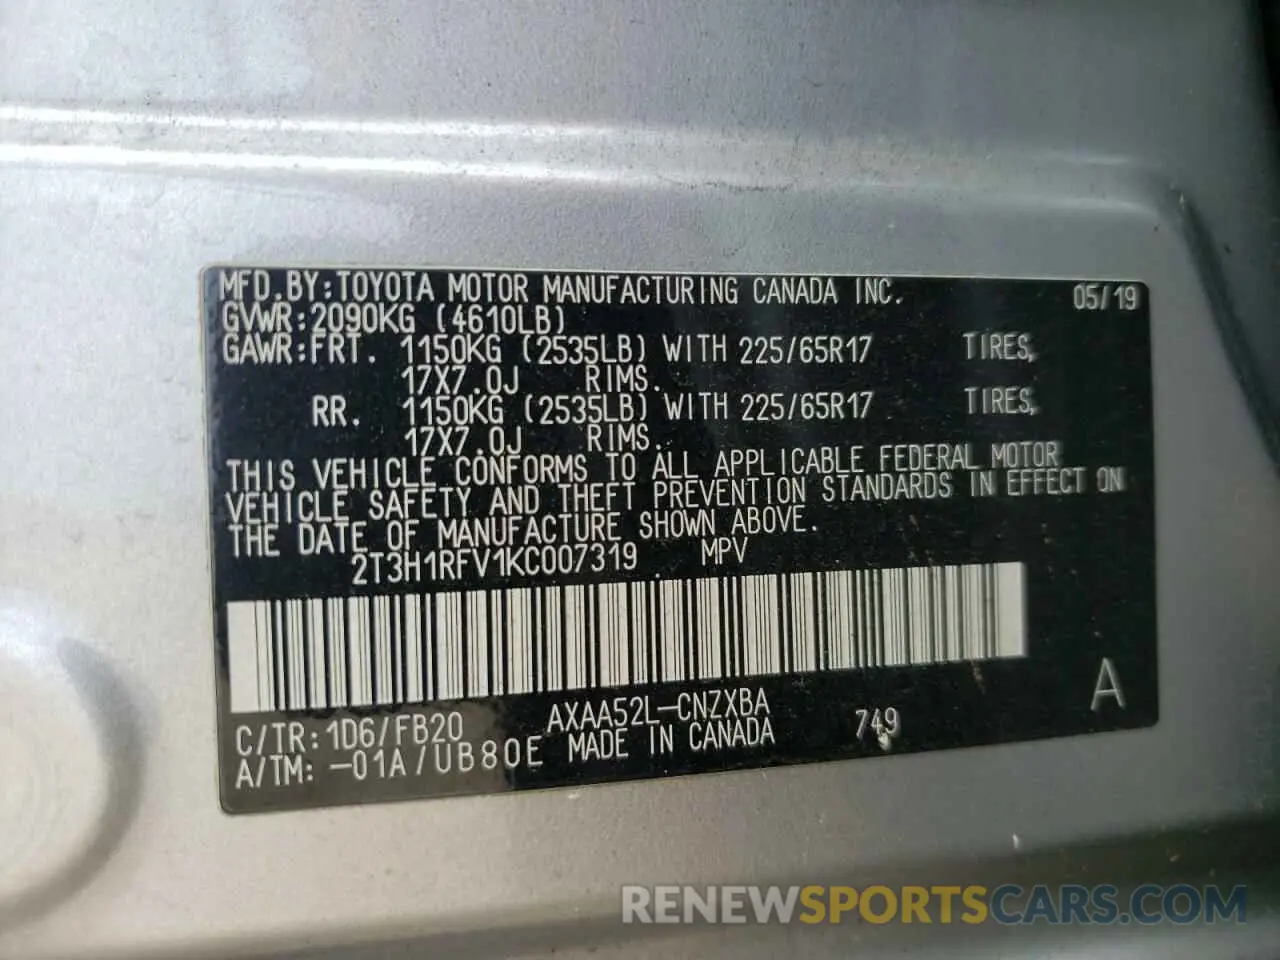 MFD.BY:TOYOTA MOTOR MANUFACTURING CANADA INC. 05/19
GVWR:2090KG (4610LB)
GAWR:FRT. 1150KG (2535LB) WITH 225/65R17 TIRES,
17X7.0J RIMS.
RR. 1150KG (2535LB) WITH 225/65R17 TIRES,
17X7.0J RIMS.
THIS VEHICLE CONFORMS TO ALL APPLICABLE FEDERAL MOTOR
VEHICLE SAFETY AND THEFT PREVENTION STANDARDS IN EFFECT ON
THE DATE OF MANUFACTURE SHOWN ABOVE.
2T3H1RFV1KC007319 MPV
A
C/TR:1D6/FB20 AXAA52L-CNZXBA
A/TM:-01A/UB80E MADE IN CANADA 749
RENEWSPORTSCARS.COM